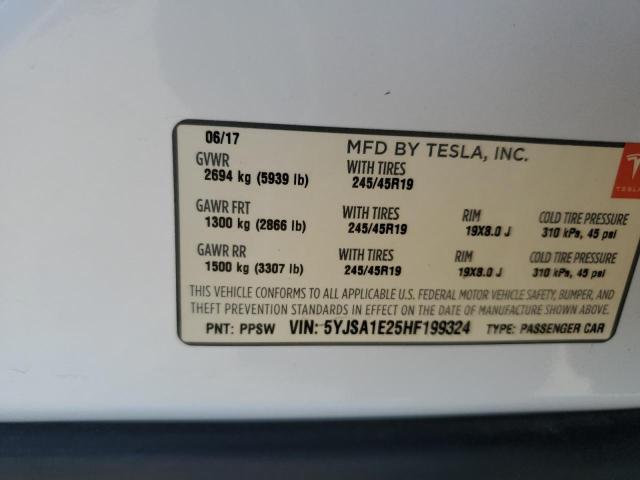 06/17
MFD BY TESLA, INC.
GVWR WITH TIRES
2694 kg (5939 lb) 245/45R19
TESLA
GAWR FRT WITH TIRES RIM COLD TIRE PRESSURE
1300 kg (2866 lb) 245/45R19 19X8.0 J 310 kPa, 45 psi
GAWR RR WITH TIRES RIM COLD TIRE PRESSURE
1500 kg (3307 lb) 245/45R19 19X8.0 J 310 kPa, 45 psi
THIS VEHICLE CONFORMS TO ALL APPLICABLE U.S. FEDERAL MOTOR VEHICLE SAFETY, BUMPER, AND
THEFT PREVENTION STANDARDS IN EFFECT ON THE DATE OF MANUFACTURE SHOWN ABOVE.
PNT: PPSW VIN: 5YJSA1E25HF199324 TYPE: PASSENGER CAR